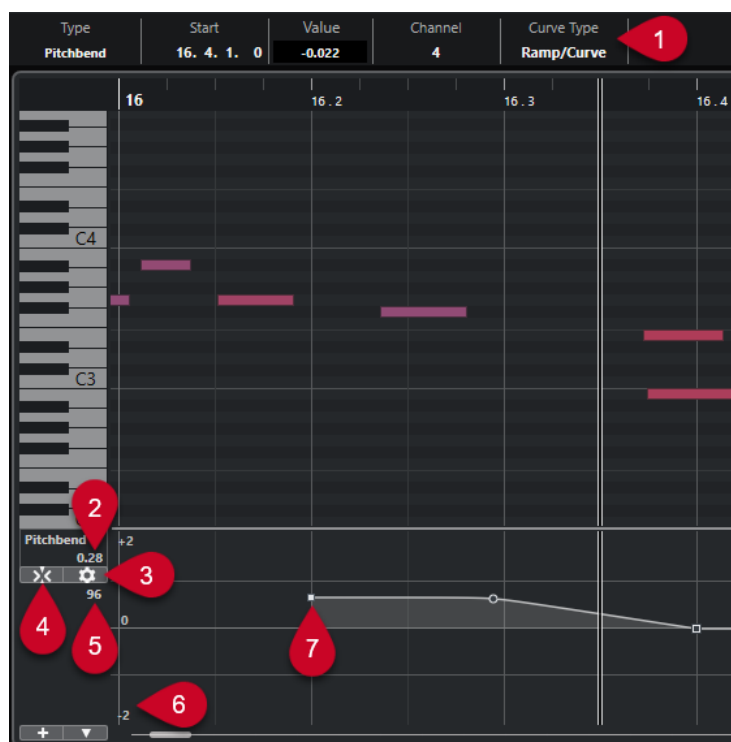 Type Start Value Channel Curve Type
Pitchbend 16. 4. 1. 0 -0.022 4 Ramp/Curve
1
16 16.2 16.3 16.4
C4
C3
2
Pitchbend +2
0.28
3
96
4 5
0
7
6
-2